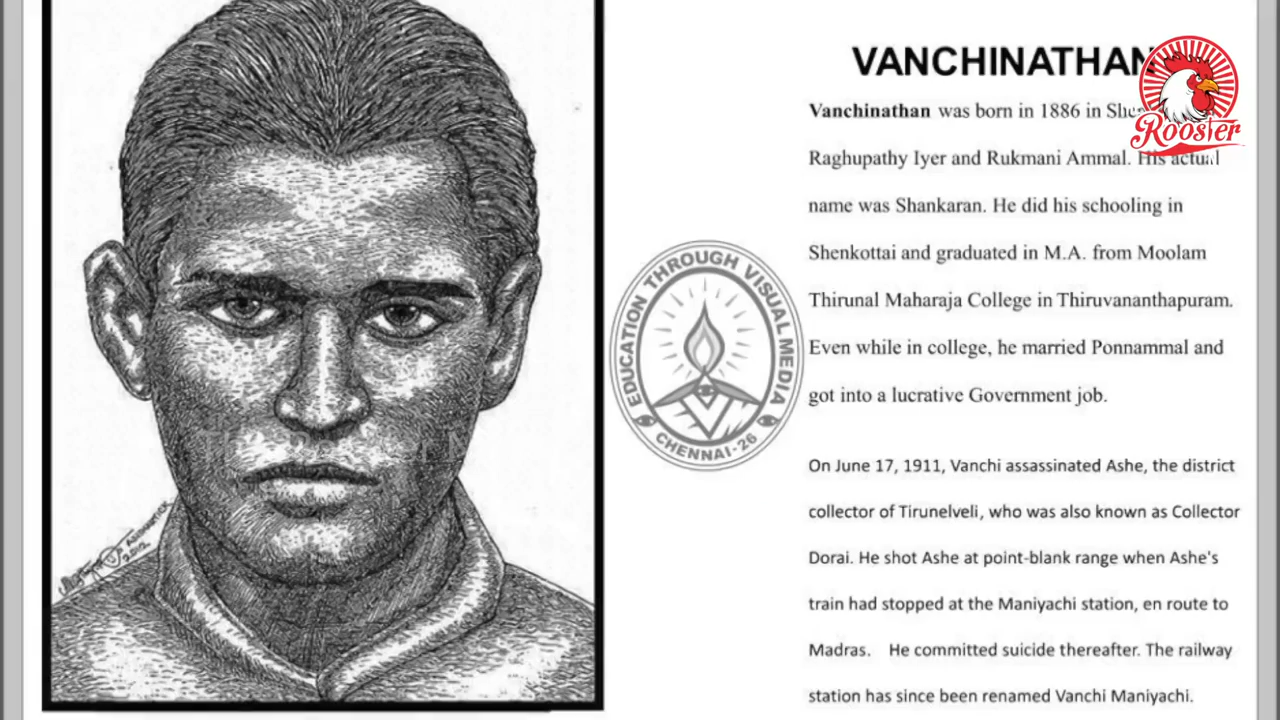 VANCHINATHAN
Rooster
Vanchinathan was born in 1886 in
Raghupathy Iyer and Rukmani Ammal. His actual
name was Shankaran. He did his schooling in
Shenkottai and graduated in M.A. from Moolam
Thirunal Maharaja College in Thiruvananthapuram.
Even while in college, he married Ponnammal and
got into a lucrative Government job.
EDUCATION THROUGH VISUAL MEDIA
CHENNAI-26
On June 17, 1911, Vanchi assassinated Ashe, the district
collector of Tirunelveli, who was also known as Collector
Dorai. He shot Ashe at point-blank range when Ashe's
train had stopped at the Maniyachi station, en route to
Madras. He committed suicide thereafter. The railway
station has since been renamed Vanchi Maniyachi.
2012